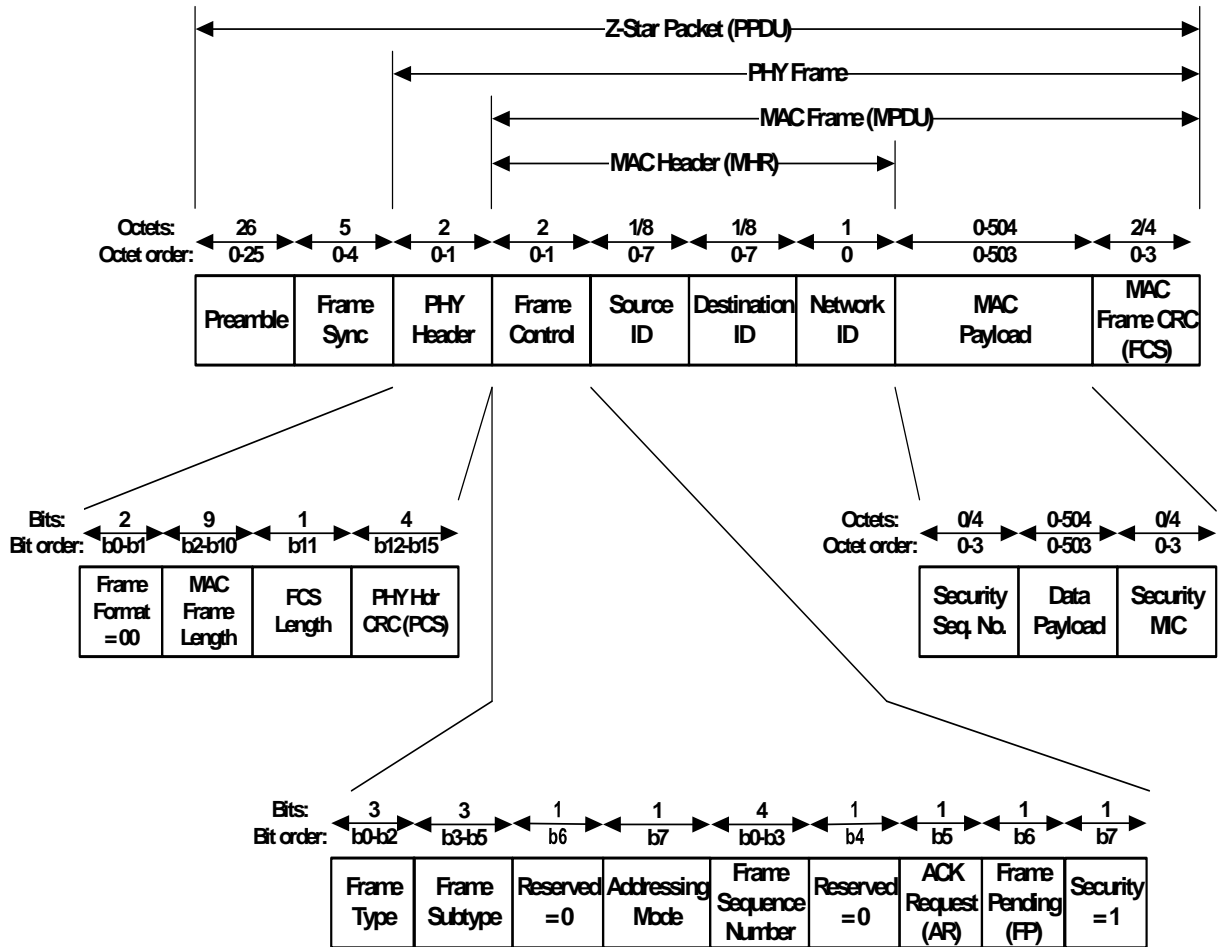 Z-Star Packet (PPDU)
PHY Frame
MAC Frame (MPDU)
MAC Header (MHR)
Octets: 26 5 2 2 1/8 1/8 1 0-504 2/4
Octet order: 0-25 0-4 0-1 0-1 0-7 0-7 0 0-503 0-3
Preamble
Frame
Sync
PHY
Header
Frame
Control
Source
ID
Destination
ID
Network
ID
MAC
Payload
MAC
Frame CRC
(FCS)
Bits: 2 9 1 4
Bit order: b0-b1 b2-b10 b11 b12-b15
Frame
Format
= 00
MAC
Frame
Length
FCS
Length
PHY Hdr
CRC (PCS)
Octets: 0/4 0-504 0/4
Octet order: 0-3 0-503 0-3
Security
Seq. No.
Data
Payload
Security
MIC
Bits: 3 3 1 1 4 1 1 1 1
Bit order: b0-b2 b3-b5 b6 b7 b0-b3 b4 b5 b6 b7
Frame
Type
Frame
Subtype
Reserved
= 0
Addressing
Mode
Frame
Sequence
Number
Reserved
= 0
ACK
Request
(AR)
Frame
Pending
(FP)
Security
= 1